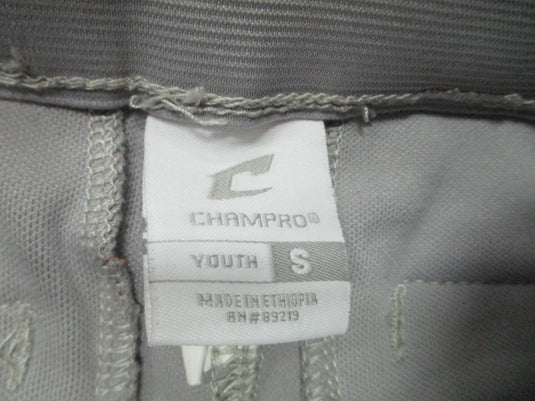 CHAMPRO®
YOUTH S
MADE IN ETHIOPIA
RN#89219